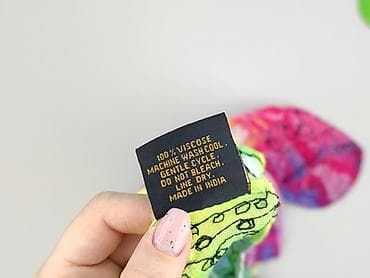 100% VISCOSE
MACHINE WASH COOL.
GENTLE CYCLE.
DO NOT BLEACH.
LINE DRY.
MADE IN INDIA